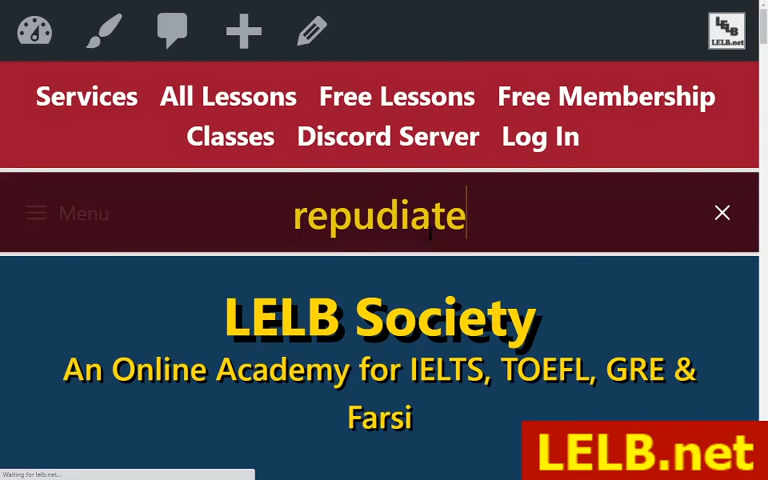 LELB
LELB.net
Services All Lessons Free Lessons Free Membership
Classes Discord Server Log In
Menu
repudiate
LELB Society
An Online Academy for IELTS, TOEFL, GRE &
Farsi
LELB.net
Waiting for lelb.net...